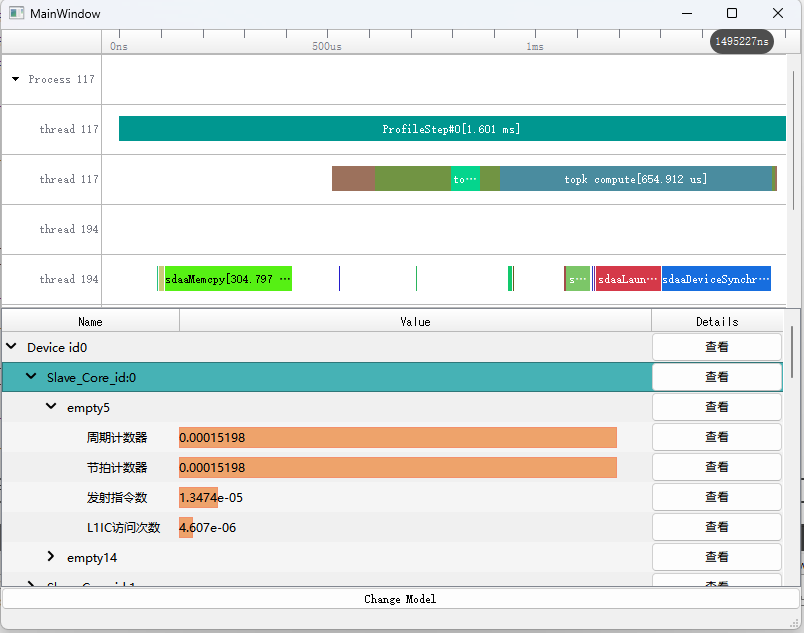 MainWindow
0ns 500us 1ms 1495227ns
Process 117
thread 117 ProfileStep#0[1.601 ms]
thread 117 to··· topk compute[654.912 us]
thread 194
thread 194 sdaaMemcpy[304.797 ··· s··· sdaaLaun··· sdaaDeviceSynchr···
Name Value Details
Device id0 查看
Slave_Core_id:0 查看
empty5 查看
周期计数器 0.00015198 查看
节拍计数器 0.00015198 查看
发射指令数 1.3474e-05 查看
L1IC访问次数 4.607e-06 查看
empty14 查看
查看
Change Model